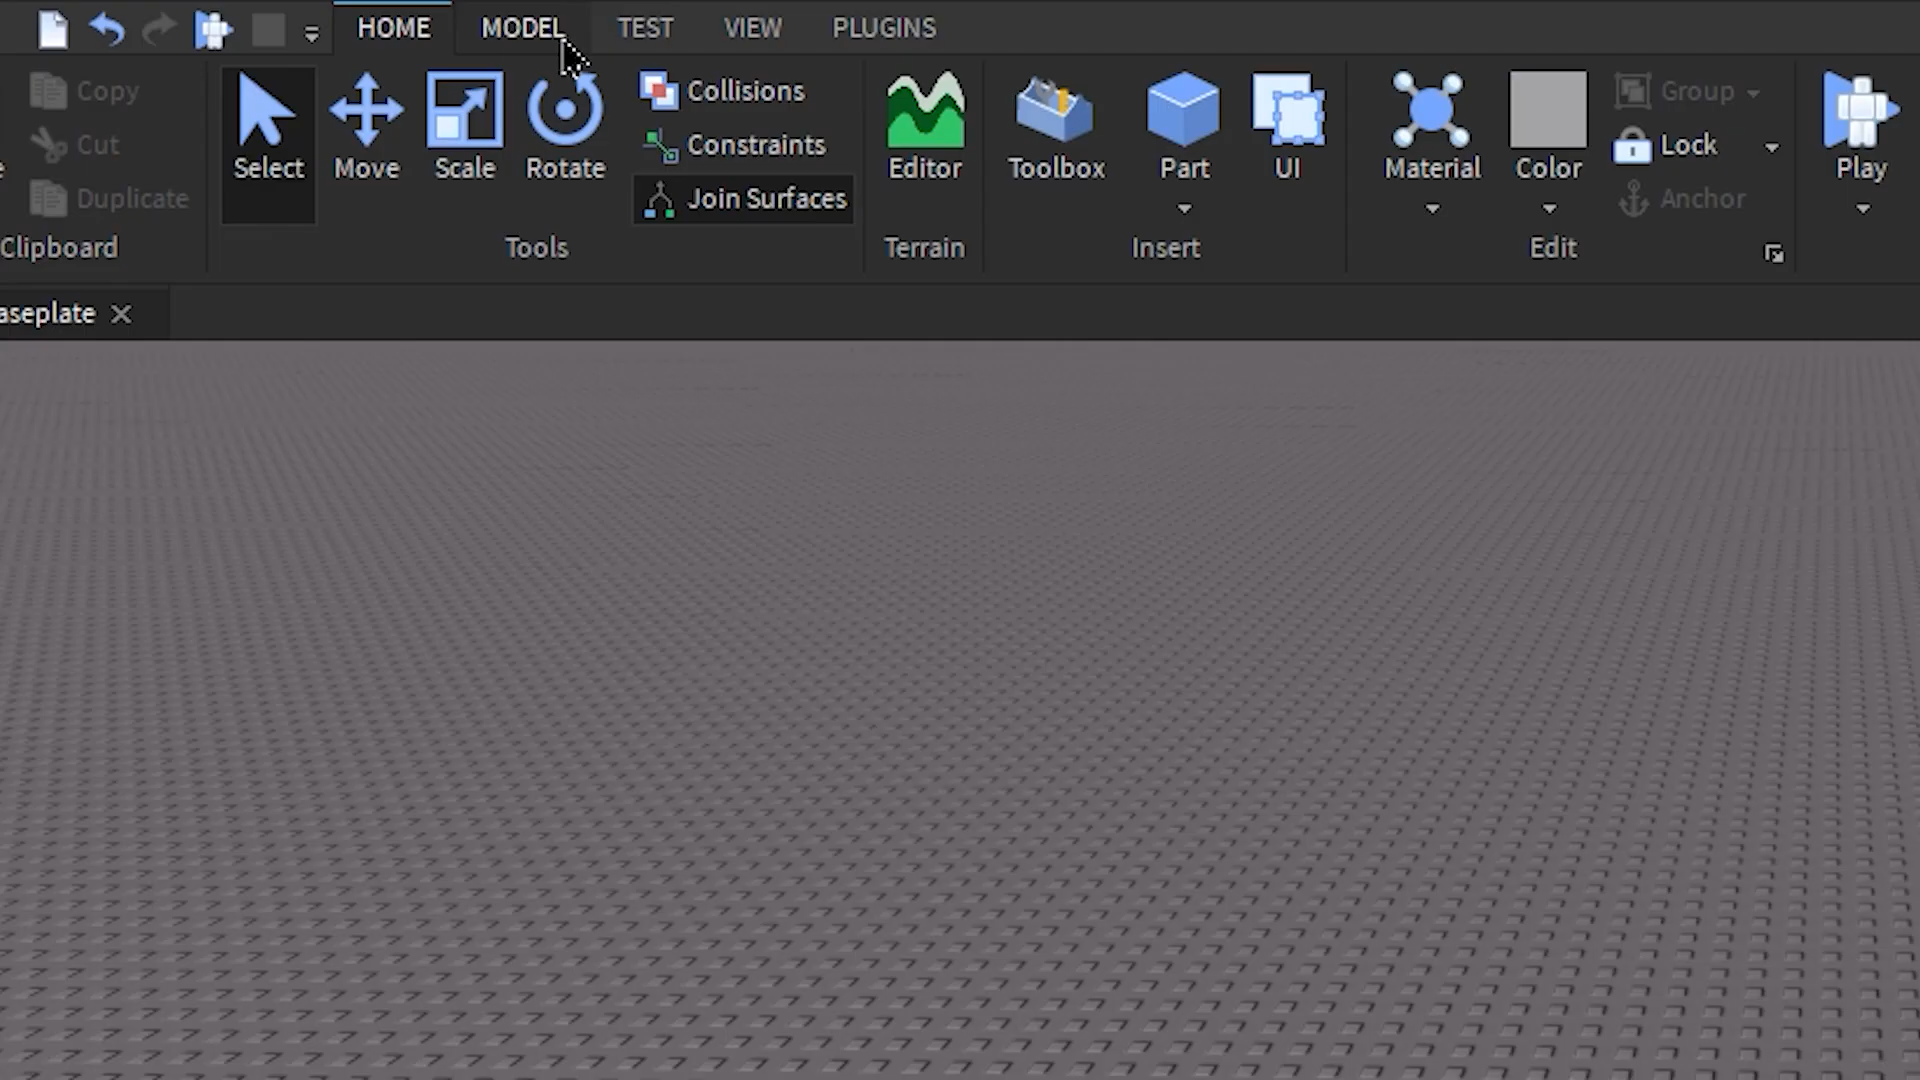 HOME MODEL TEST VIEW PLUGINS
Copy
Cut
Duplicate
Clipboard
Select Move Scale Rotate
Collisions
Constraints
Join Surfaces
Tools
Editor
Terrain
Toolbox Part UI
Insert
Material Color
Group
Lock
Anchor
Edit
Play
aseplate